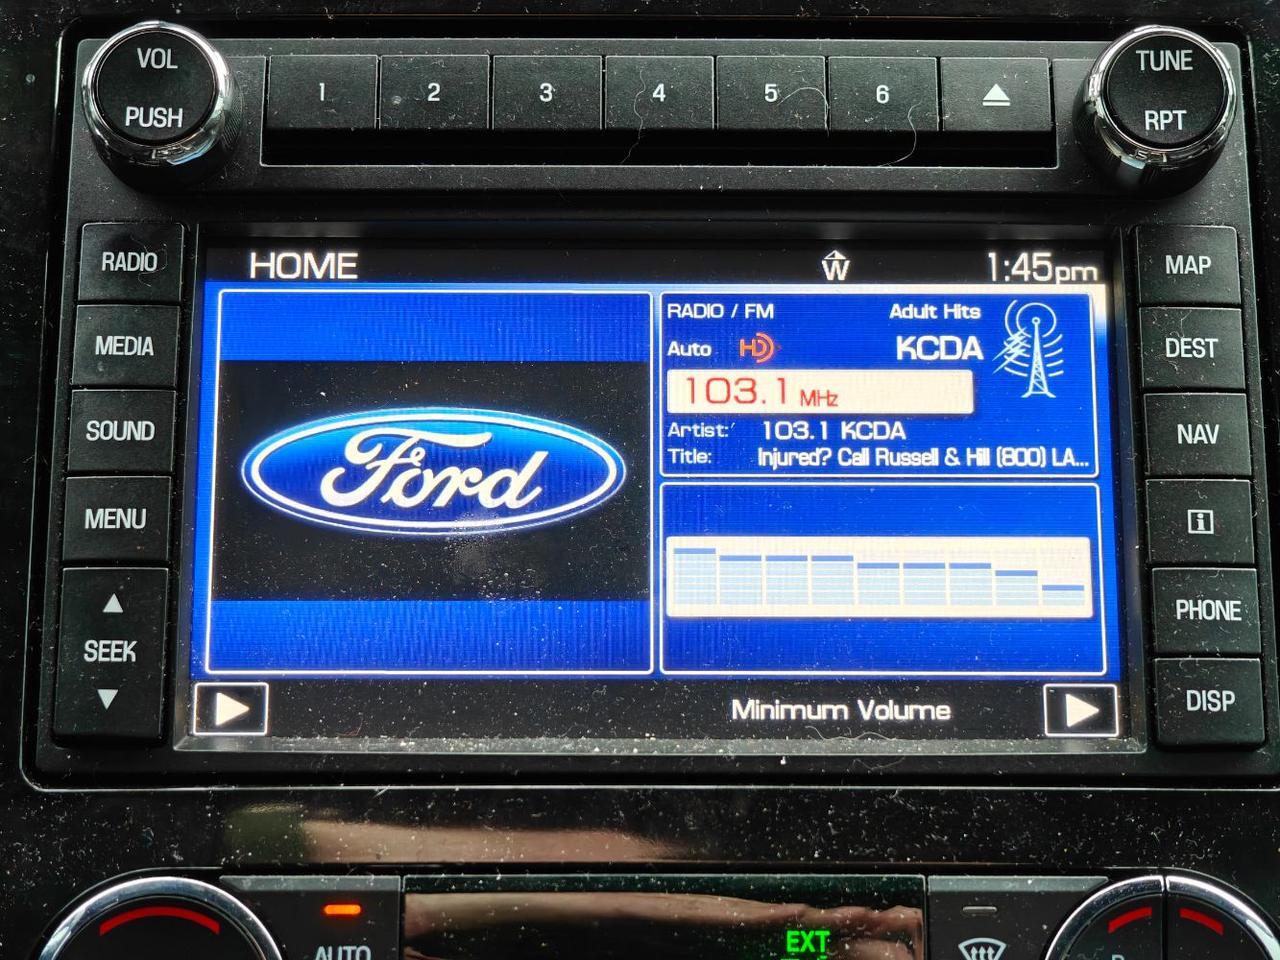 VOL
PUSH
1 2 3 4 5 6
TUNE
RPT
RADIO
MEDIA
SOUND
MENU
SEEK
HOME
W
1:45pm
Ford
RADIO / FM Adult Hits
Auto HD KCDA
103.1 MHz
Artist: 103.1 KCDA
Title: Injured? Call Russell & Hill (800) LA...
Minimum Volume
MAP
DEST
NAV
i
PHONE
DISP
AUTO
EXT